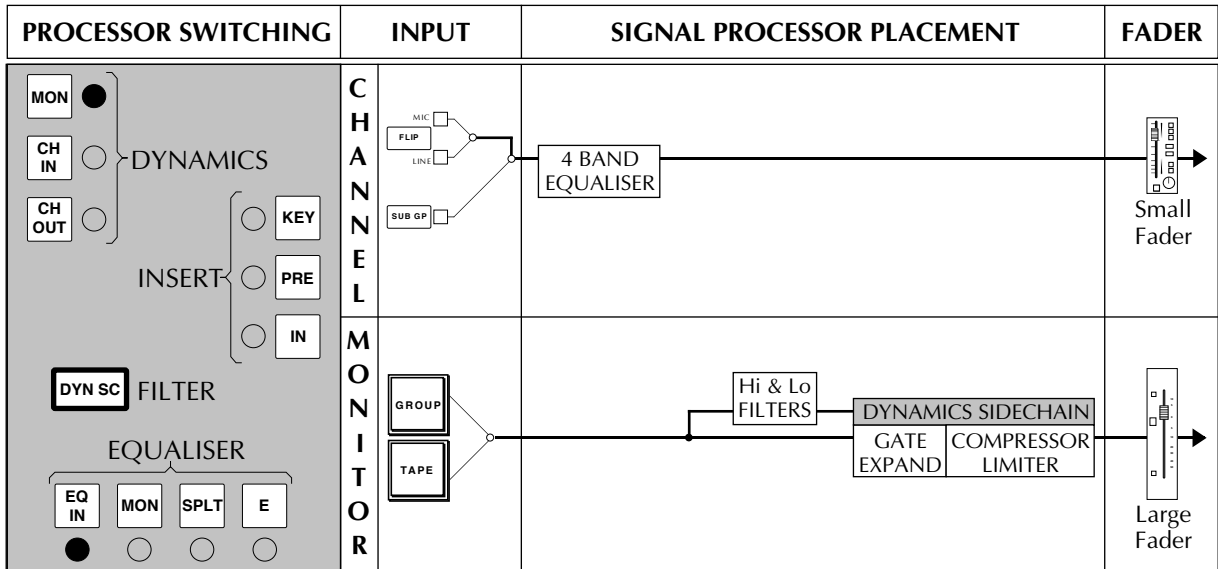 PROCESSOR SWITCHING
INPUT
SIGNAL PROCESSOR PLACEMENT
FADER
MON
CH
IN
CH
OUT
DYNAMICS
INSERT
KEY
PRE
IN
DYN SC
FILTER
EQUALISER
EQ
IN
MON
SPLT
E
C
H
A
N
N
E
L
MIC
FLIP
LINE
SUB GP
4 BAND
EQUALISER
Small
Fader
M
O
N
I
T
O
R
GROUP
TAPE
Hi & Lo
FILTERS
DYNAMICS SIDECHAIN
GATE
EXPAND
COMPRESSOR
LIMITER
Large
Fader